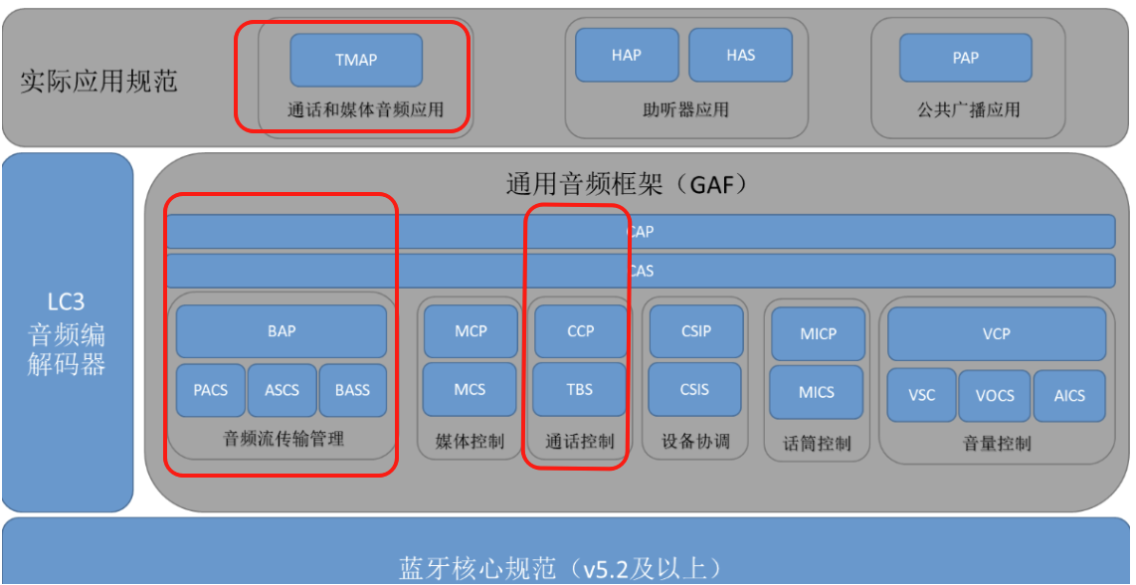 TMAP
HAP
HAS
PAP
实际应用规范
通话和媒体音频应用
助听器应用
公共广播应用
通用音频框架（GAF）
CAP
CAS
LC3
音频编
解码器
BAP
MCP
CCP
CSIP
MICP
VCP
PACS
ASCS
BASS
MCS
TBS
CSIS
MICS
VSC
VOCS
AICS
音频流传输管理
媒体控制
通话控制
设备协调
话筒控制
音量控制
蓝牙核心规范（v5.2及以上）